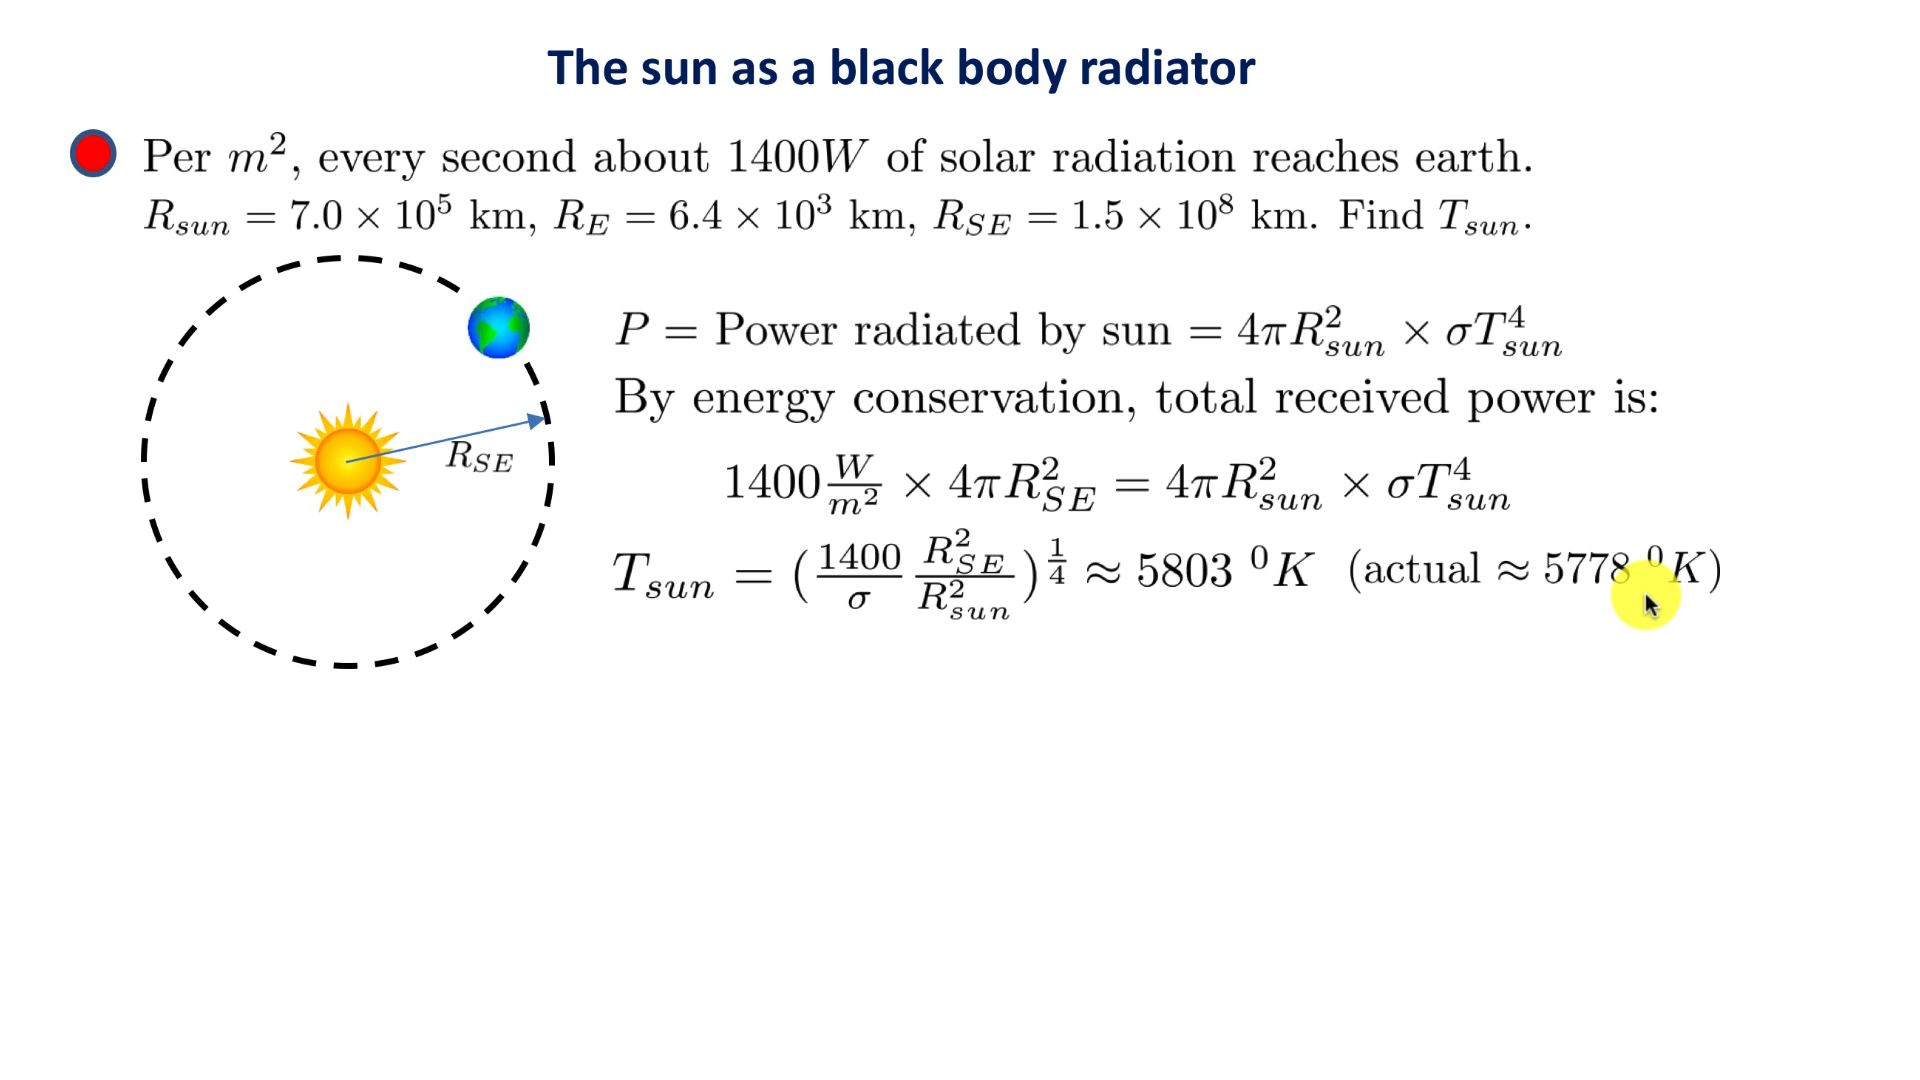 The sun as a black body radiator
Per m², every second about 1400W of solar radiation reaches earth.
R_sun = 7.0 × 10⁵ km, R_E = 6.4 × 10³ km, R_SE = 1.5 × 10⁸ km. Find T_sun.
R_SE
P = Power radiated by sun = 4πR²_sun × σT⁴_sun
By energy conservation, total received power is:
1400 W/m² × 4πR²_SE = 4πR²_sun × σT⁴_sun
T_sun = (1400/σ R²_SE/R²_sun)^(1/4) ≈ 5803 ⁰K (actual ≈ 5778 ⁰K)